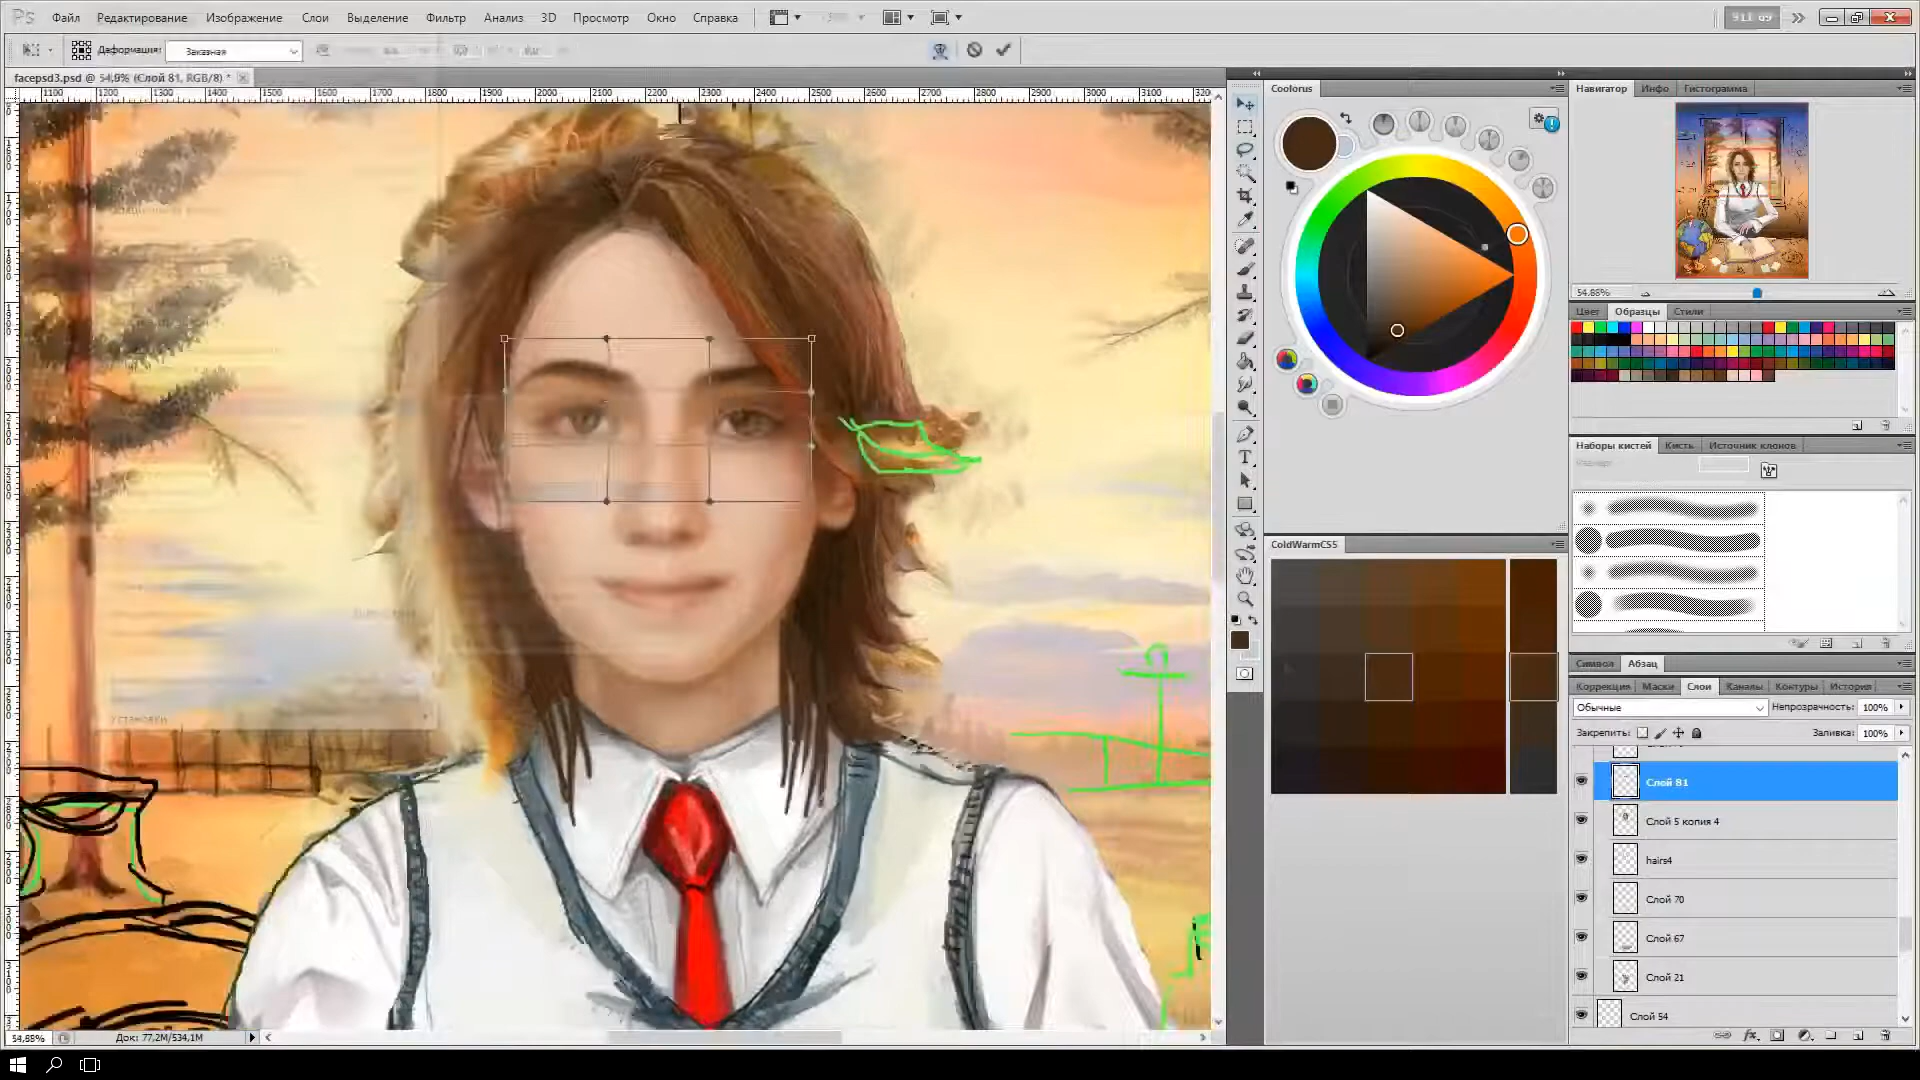 Ps Файл Редактирование Изображение Слои Выделение Фильтр Анализ 3D Просмотр Окно Справка
Деформация: Заказная
facepsd3.psd @ 54,9% (Слой 81, RGB/8) *
1100 1200 1300 1400 1500 1600 1700 1800 1900 2000 2100 2200 2300 2400 2500 2600 2700 2800 2900 3000 3100 3200
Coolorus
Навигатор Инфо Гистограмма
54.88%
Цвет Образцы Стили
Наборы кистей Кисть Источник клонов
ColdWarmCS5
Символ Абзац
Коррекция Маски Слои Каналы Контуры История
Обычные Непрозрачность: 100%
Закрепить: Заливка: 100%
Слой 81
Слой 5 копия 4
hairs4
Слой 70
Слой 67
Слой 21
Слой 54
54,88% Док: 77,2M/534,1M